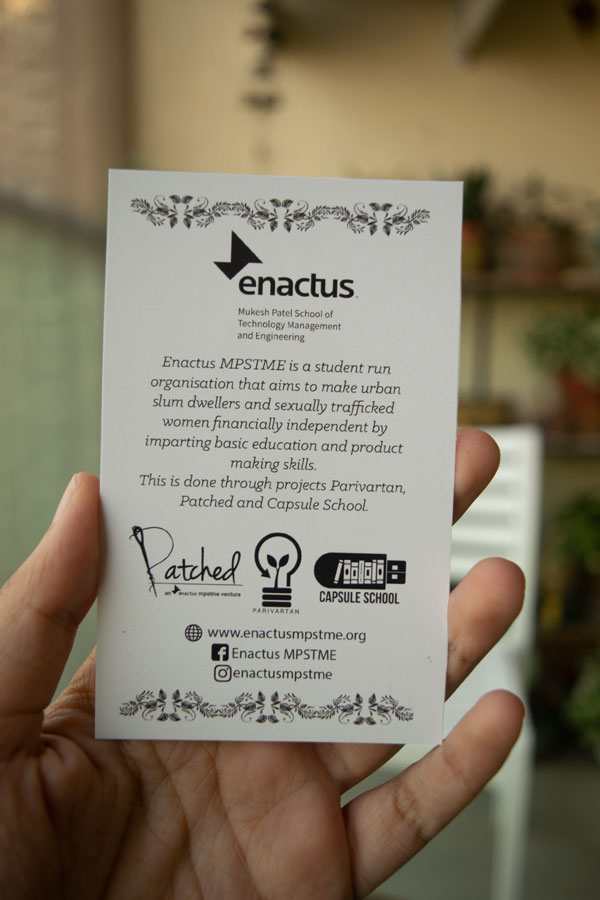 enactus
Mukesh Patel School of
Technology Management
and Engineering
Enactus MPSTME is a student run
organisation that aims to make urban
slum dwellers and sexually trafficked
women financially independent by
imparting basic education and product
making skills.
This is done through projects Parivartan,
Patched and Capsule School.
Patched
an enactus mpstme venture
PARIVARTAN
CAPSULE SCHOOL
www.enactusmpstme.org
Enactus MPSTME
enactusmpstme